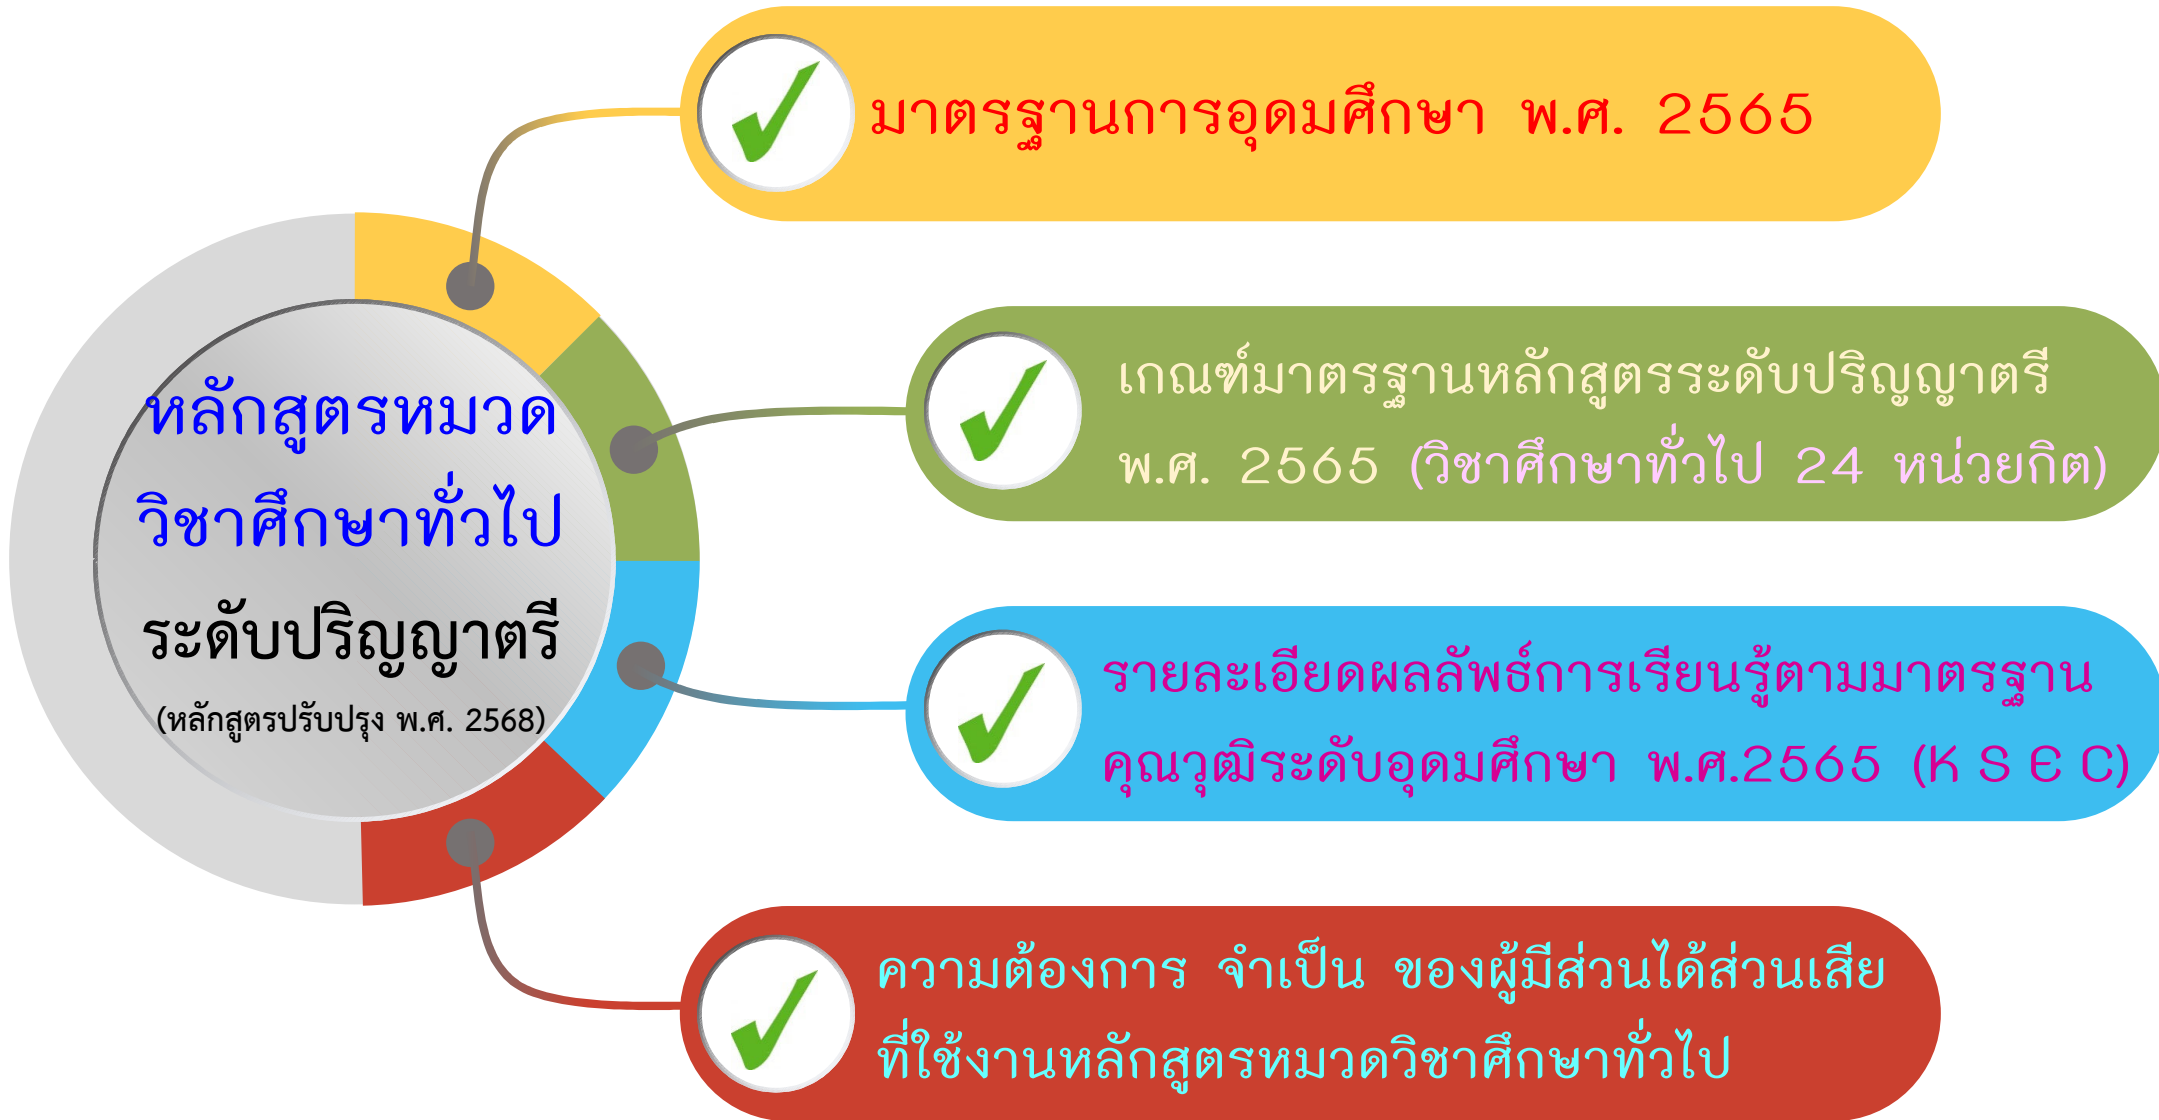 มาตรฐานการอุดมศึกษา พ.ศ. 2565
หลักสูตรหมวด
วิชาศึกษาทั่วไป
ระดับปริญญาตรี
(หลักสูตรปรับปรุง พ.ศ. 2568)
เกณฑ์มาตรฐานหลักสูตรระดับปริญญาตรี
พ.ศ. 2565 (วิชาศึกษาทั่วไป 24 หน่วยกิต)
รายละเอียดผลลัพธ์การเรียนรู้ตามมาตรฐาน
คุณวุฒิระดับอุดมศึกษา พ.ศ.2565 (K S E C)
ความต้องการ จำเป็น ของผู้มีส่วนได้ส่วนเสีย
ที่ใช้งานหลักสูตรหมวดวิชาศึกษาทั่วไป